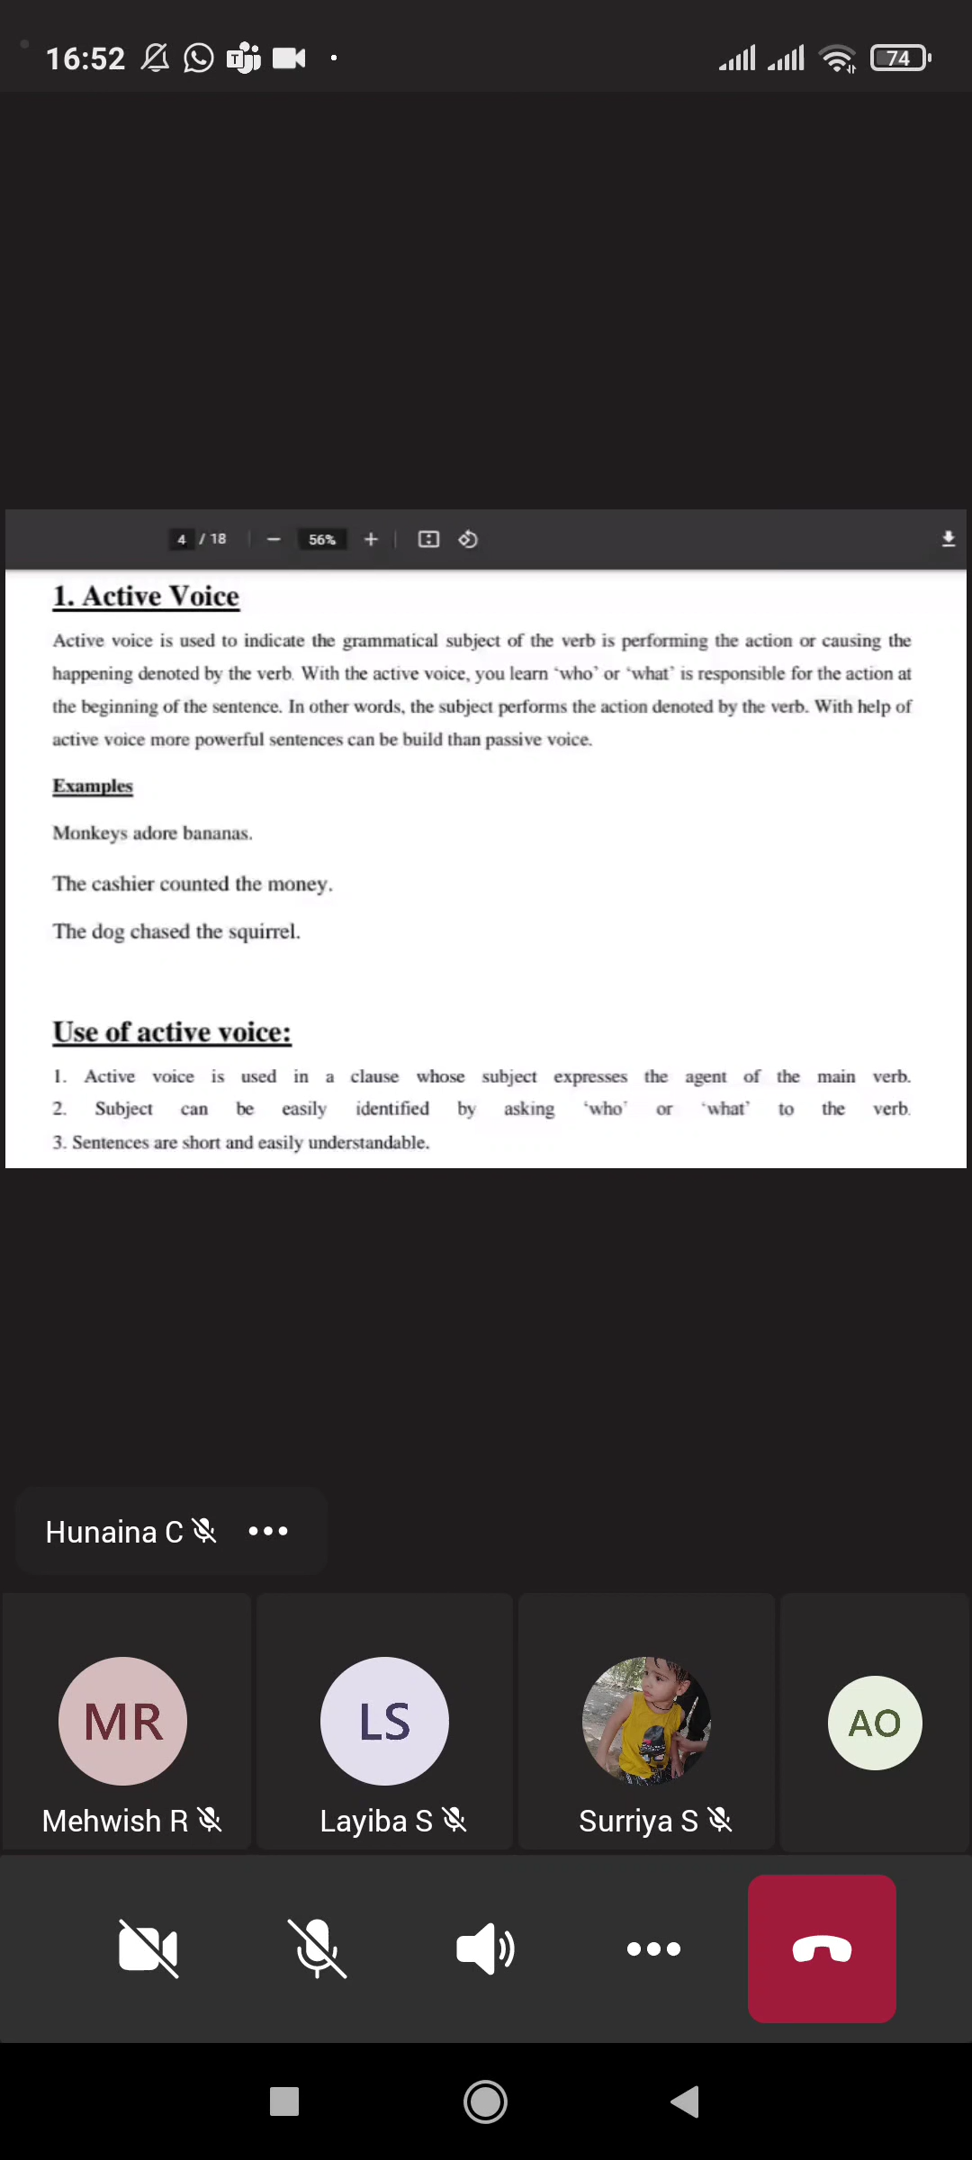 16:52
74
4 / 18
56%
1. Active Voice
Active voice is used to indicate the grammatical subject of the verb is performing the action or causing the
happening denoted by the verb. With the active voice, you learn ‘who’ or ‘what’ is responsible for the action at
the beginning of the sentence. In other words, the subject performs the action denoted by the verb. With help of
active voice more powerful sentences can be build than passive voice.
Examples
Monkeys adore bananas.
The cashier counted the money.
The dog chased the squirrel.
Use of active voice:
1. Active voice is used in a clause whose subject expresses the agent of the main verb.
2. Subject can be easily identified by asking ‘who’ or ‘what’ to the verb.
3. Sentences are short and easily understandable.
Hunaina C
MR
LS
AO
Mehwish R
Layiba S
Surriya S